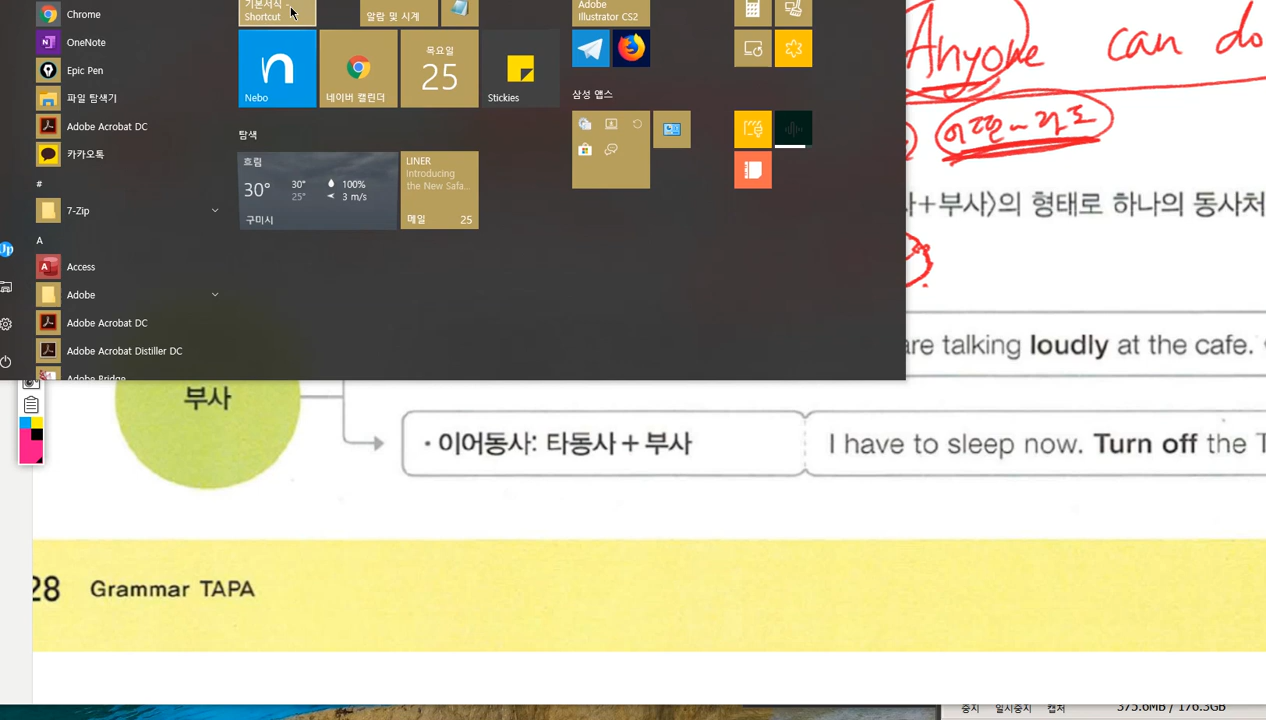 Chrome
OneNote
Epic Pen
파일 탐색기
Adobe Acrobat DC
카카오톡
#
7-Zip
A
Access
Adobe
Adobe Acrobat DC
Adobe Acrobat Distiller DC
Adobe Bridge
기본서식 -
Shortcut
알람 및 시계
Nebo
네이버 캘린더
목요일
25
Stickies
탐색
흐림
30°
30°
25°
100%
3 m/s
구미시
LINER
Introducing
the New Safa...
메일 25
Adobe
Illustrator CS2
삼성 앱스
Anyone can do
어떤~라도
+부사>의 형태로 하나의 동사처
are talking loudly at the cafe.
부사
• 이어동사: 타동사 + 부사
I have to sleep now. Turn off the T
28 Grammar TAPA
중지 일시중지 캡처
375.6MB / 176.3GB